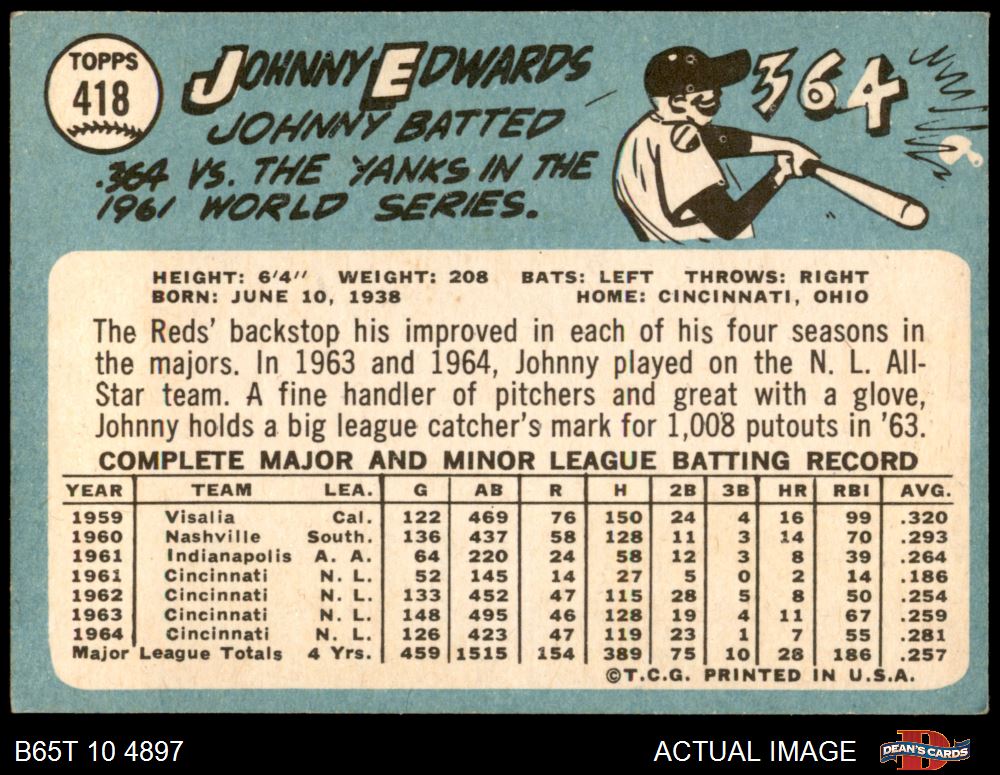 TOPPS
418
JOHNNY EDWARDS
JOHNNY BATTED
.364 VS. THE YANKS IN THE
1961 WORLD SERIES.
364
HEIGHT: 6'4" WEIGHT: 208 BATS: LEFT THROWS: RIGHT
BORN: JUNE 10, 1938 HOME: CINCINNATI, OHIO
The Reds' backstop his improved in each of his four seasons in
the majors. In 1963 and 1964, Johnny played on the N. L. All-
Star team. A fine handler of pitchers and great with a glove,
Johnny holds a big league catcher's mark for 1,008 putouts in '63.
COMPLETE MAJOR AND MINOR LEAGUE BATTING RECORD
YEAR TEAM LEA. G AB R H 2B 3B HR RBI AVG.
1959 Visalia Cal. 122 469 76 150 24 4 16 99 .320
1960 Nashville South. 136 437 58 128 11 3 14 70 .293
1961 Indianapolis A. A. 64 220 24 58 12 3 8 39 .264
1961 Cincinnati N. L. 52 145 14 27 5 0 2 14 .186
1962 Cincinnati N. L. 133 452 47 115 28 5 8 50 .254
1963 Cincinnati N. L. 148 495 46 128 19 4 11 67 .259
1964 Cincinnati N. L. 126 423 47 119 23 1 7 55 .281
Major League Totals 4 Yrs. 459 1515 154 389 75 10 28 186 .257
©T.C.G. PRINTED IN U.S.A.
B65T 10 4897 ACTUAL IMAGE DEAN'S CARDS